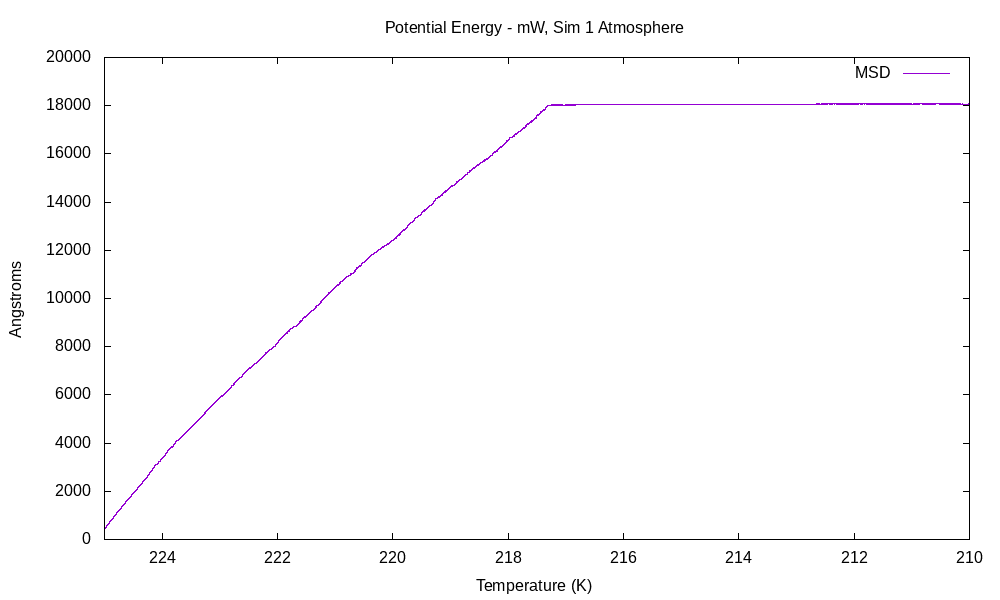 Potential Energy - mW, Sim 1 Atmosphere
MSD
20000
18000
16000
14000
12000
10000
8000
6000
4000
2000
0
Angstroms
224 222 220 218 216 214 212 210
Temperature (K)